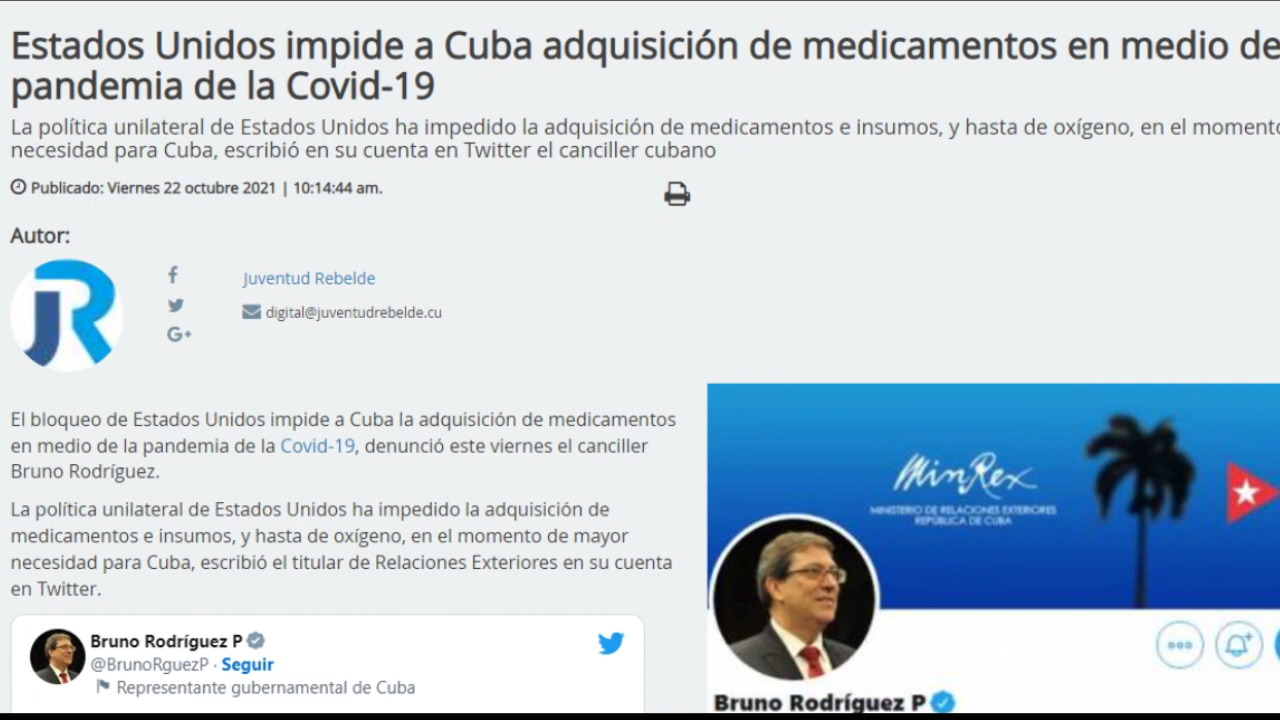 Estados Unidos impide a Cuba adquisición de medicamentos en medio de
pandemia de la Covid-19
La política unilateral de Estados Unidos ha impedido la adquisición de medicamentos e insumos, y hasta de oxígeno, en el momento
necesidad para Cuba, escribió en su cuenta en Twitter el canciller cubano
Publicado: Viernes 22 octubre 2021 | 10:14:44 am.
Autor:
JR
Juventud Rebelde
digital@juventudrebelde.cu
G+
El bloqueo de Estados Unidos impide a Cuba la adquisición de medicamentos
en medio de la pandemia de la Covid-19, denunció este viernes el canciller
Bruno Rodríguez.
La política unilateral de Estados Unidos ha impedido la adquisición de
medicamentos e insumos, y hasta de oxígeno, en el momento de mayor
necesidad para Cuba, escribió el titular de Relaciones Exteriores en su cuenta
en Twitter.
Bruno Rodríguez P
@BrunoRguezP · Seguir
Representante gubernamental de Cuba
MinRex
MINISTERIO DE RELACIONES EXTERIORES
REPÚBLICA DE CUBA
Bruno Rodríguez P